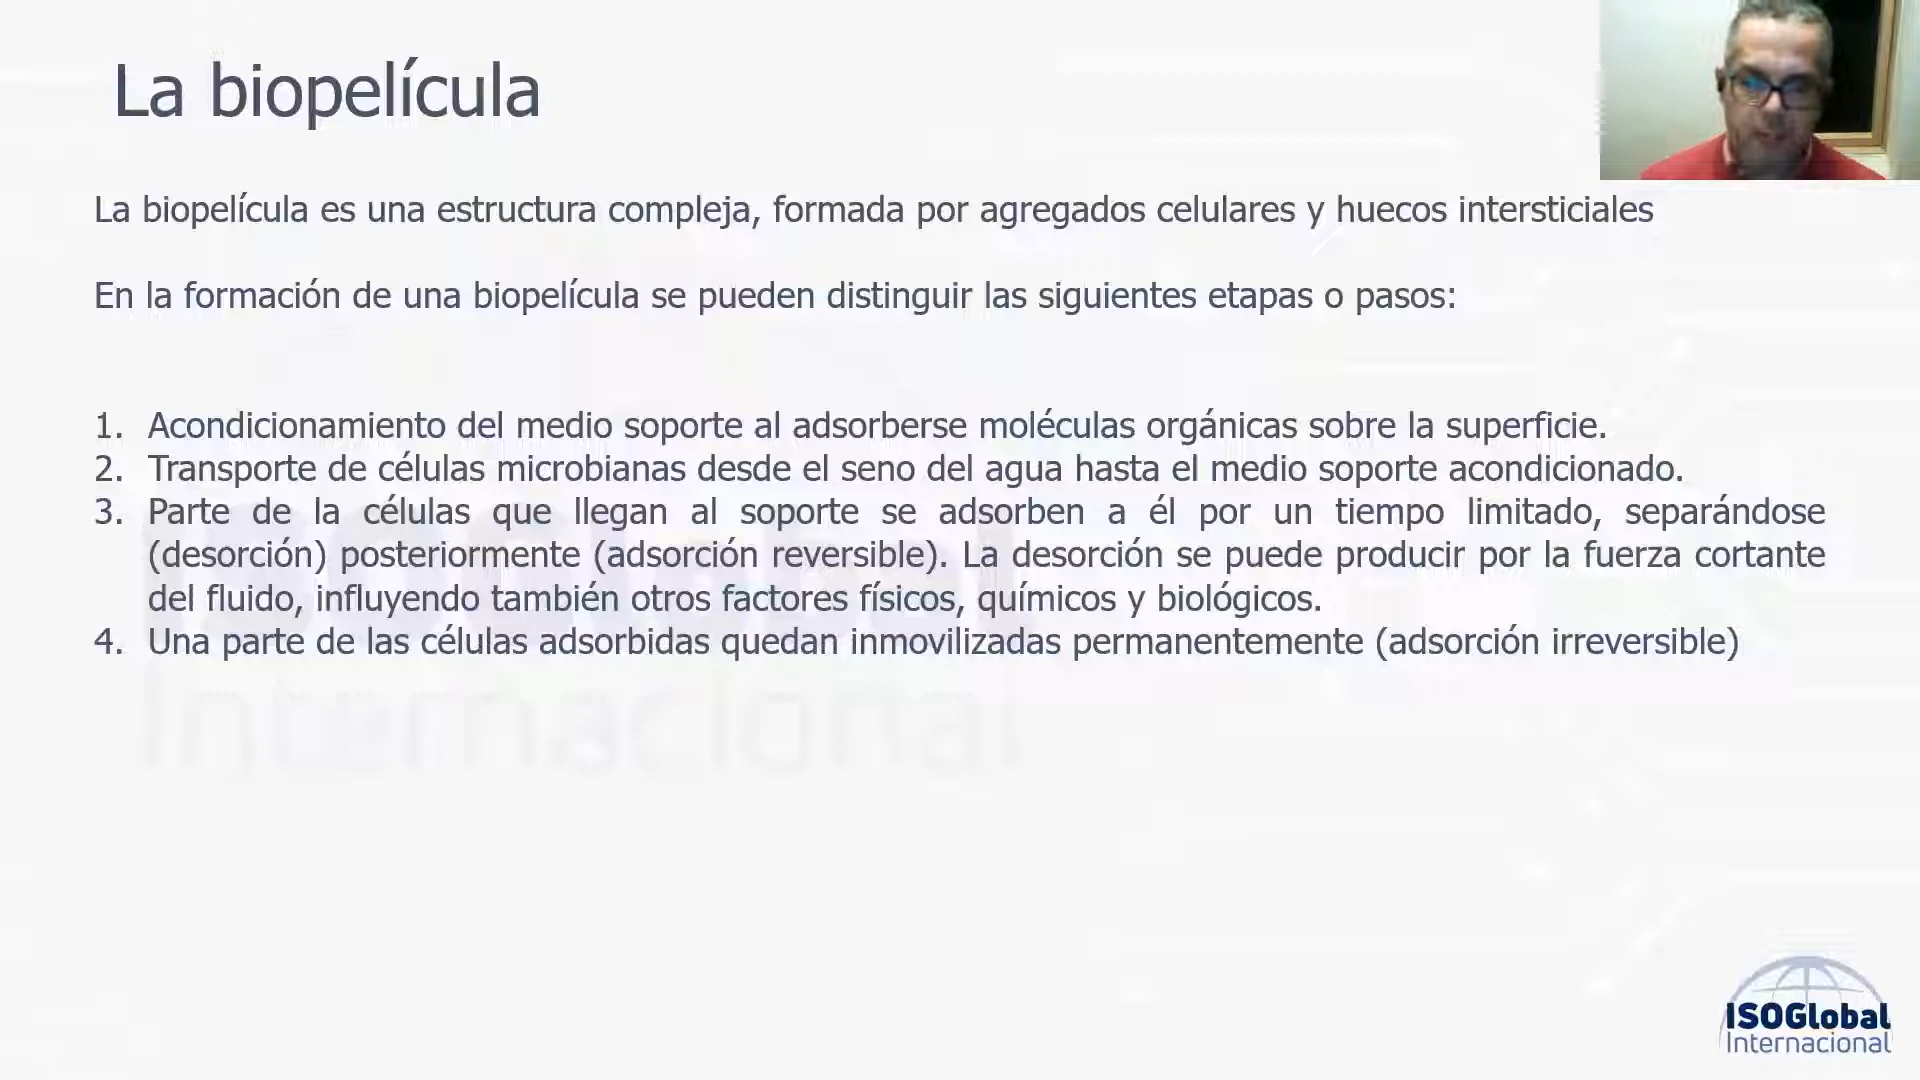 La biopelícula
La biopelícula es una estructura compleja, formada por agregados celulares y huecos intersticiales
En la formación de una biopelícula se pueden distinguir las siguientes etapas o pasos:
1. Acondicionamiento del medio soporte al adsorberse moléculas orgánicas sobre la superficie.
2. Transporte de células microbianas desde el seno del agua hasta el medio soporte acondicionado.
3. Parte de la células que llegan al soporte se adsorben a él por un tiempo limitado, separándose
(desorción) posteriormente (adsorción reversible). La desorción se puede producir por la fuerza cortante
del fluido, influyendo también otros factores físicos, químicos y biológicos.
4. Una parte de las células adsorbidas quedan inmovilizadas permanentemente (adsorción irreversible)
ISOGlobal
Internacional
ISOGlobal
Internacional